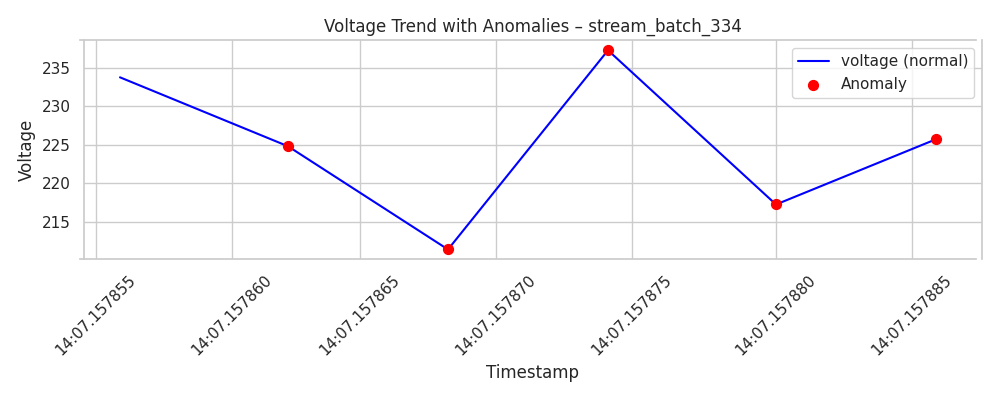 Voltage Trend with Anomalies – stream_batch_334
voltage (normal)
Anomaly
Voltage
235
230
225
220
215
14:07.157855
14:07.157860
14:07.157865
14:07.157870
14:07.157875
14:07.157880
14:07.157885
Timestamp